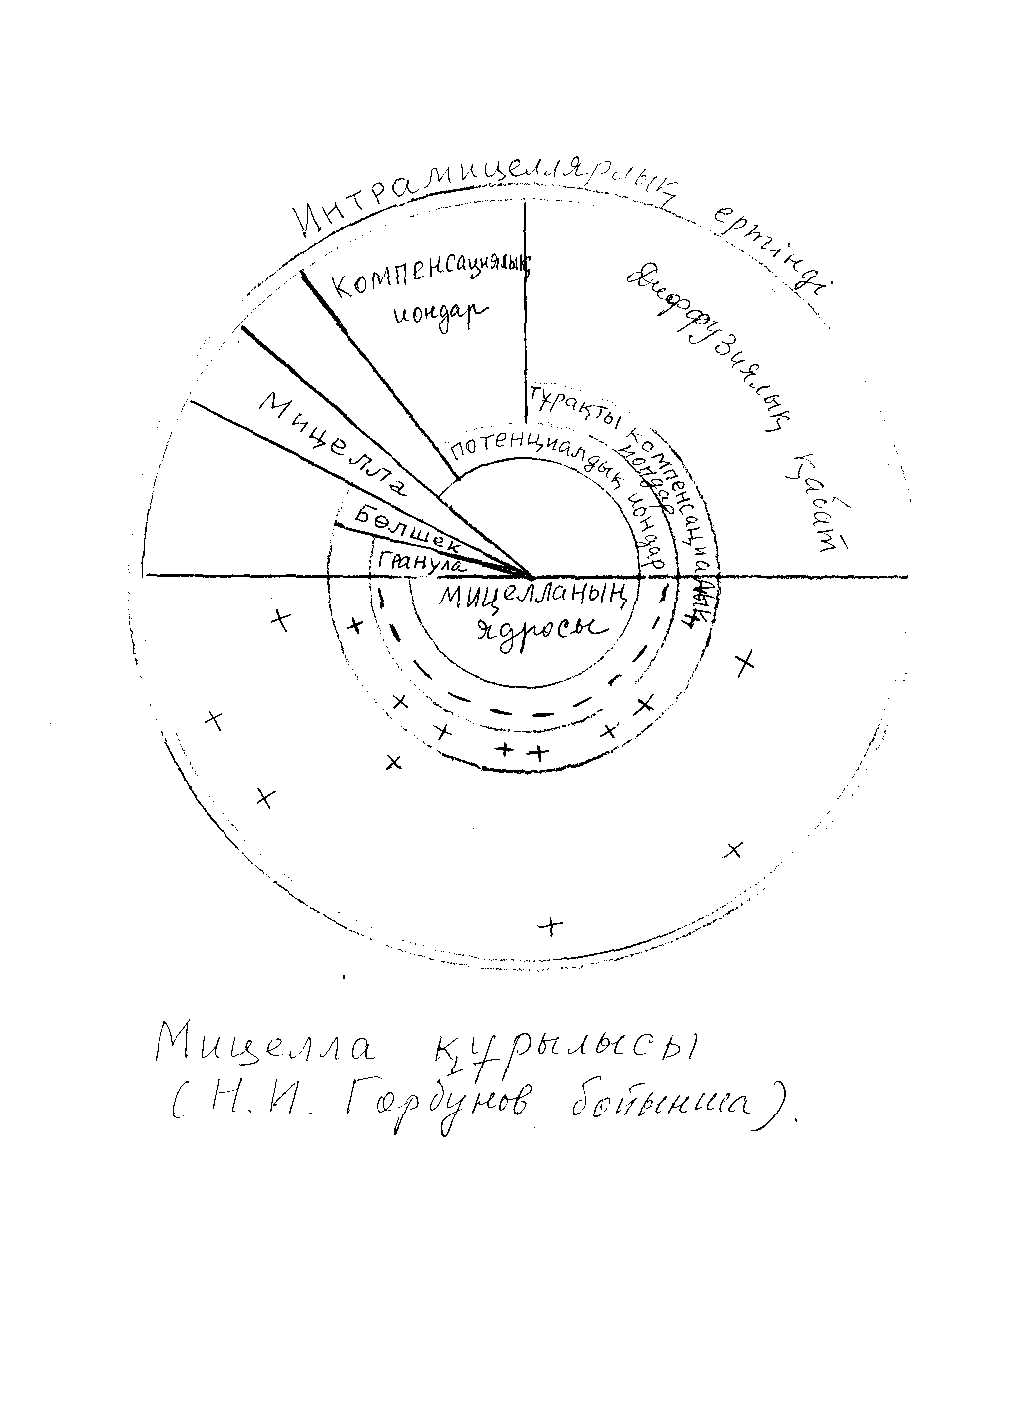 Интрамицеллярлық ертінді
Компенсациялық
иондар
Диффузиялық қабат
Мицелла
тұрақты компенсациялық
иондар
потенциалдық иондар
Бөлшек
гранула
мицелланың
ядросы
Мицелла құрылысы
(Н.И. Горбунов бойынша).